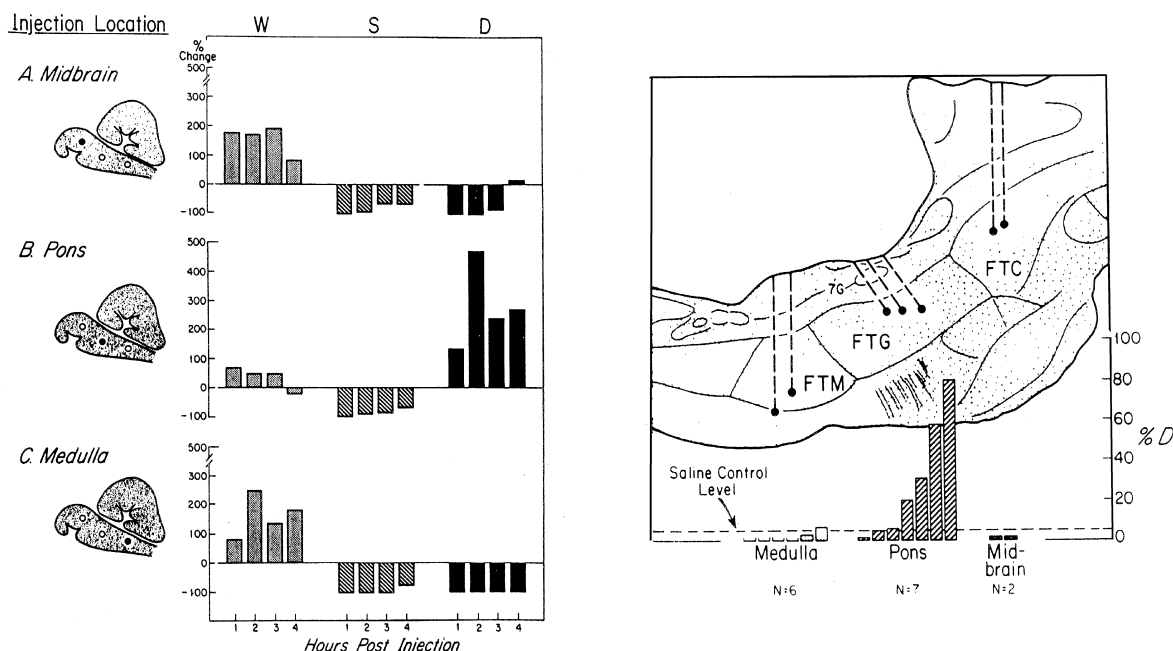 Injection Location
W S D
% Change
A. Midbrain
500
300
200
100
0
-100
B. Pons
500
400
300
200
100
0
-100
C. Medulla
500
300
200
100
0
-100
1 2 3 4 1 2 3 4 1 2 3 4
Hours Post Injection
FTC
7G
FTG
FTM
100
80
60
40
20
0
% D
Saline Control
Level
Medulla Pons Mid-
brain
N=6 N=7 N=2